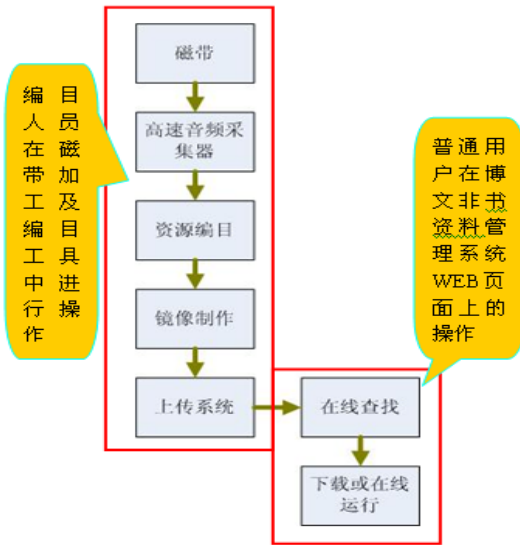 编目
人员
在磁
带加
工及
编目
工具
中进
行操
作
磁带
高速音频采
集器
资源编目
镜像制作
上传系统
普通用
户在博
文非书
资料管
理系统
WEB页
面上的
操作
在线查找
下载或在线
运行